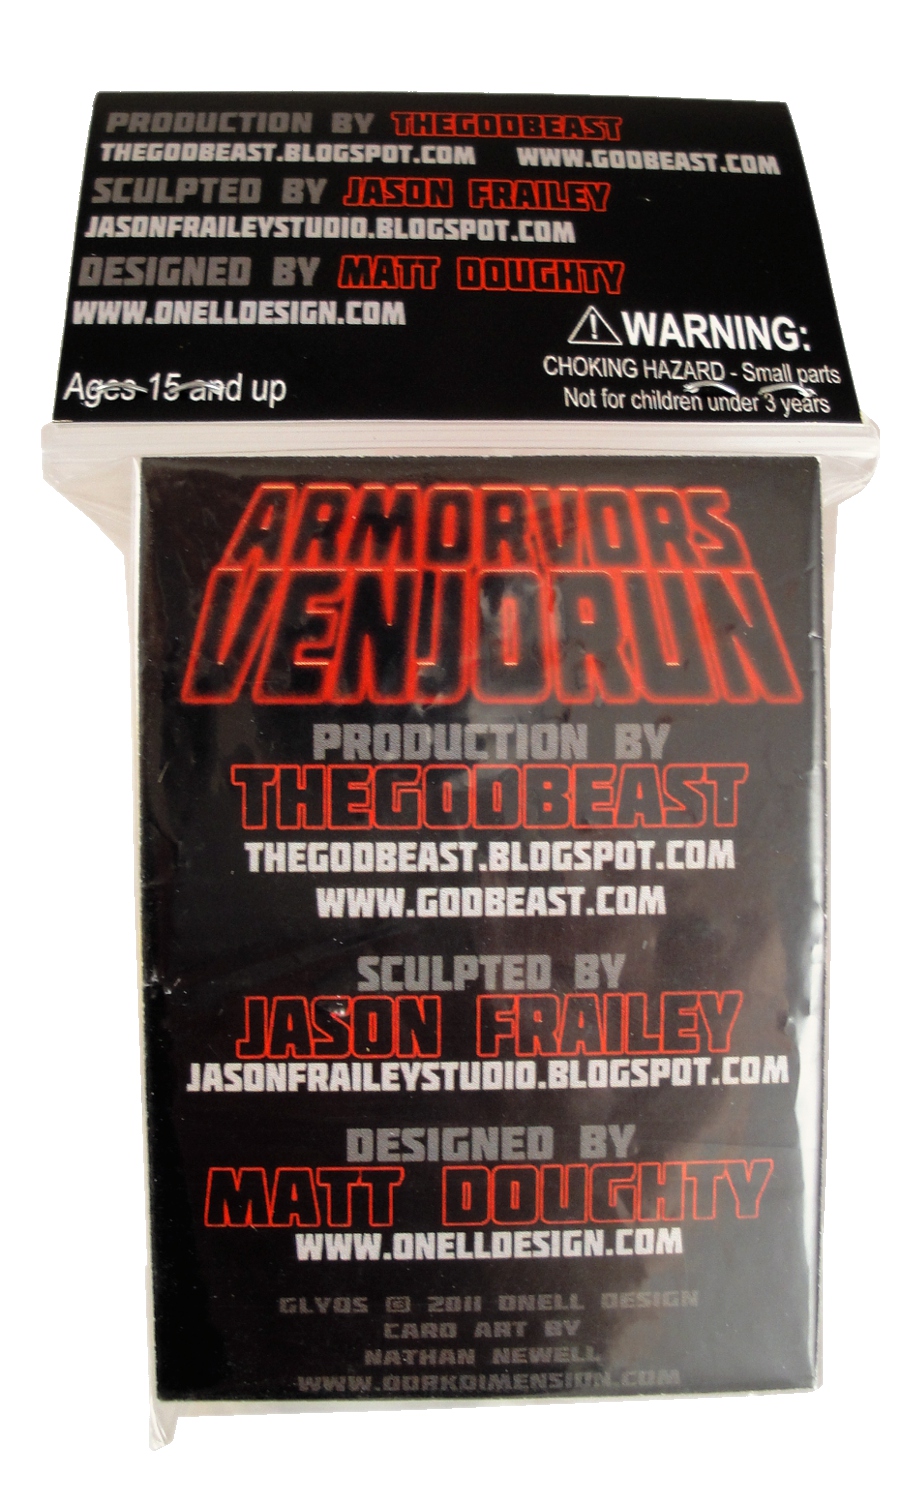 PRODUCTION BY THEGODBEAST
THEGODBEAST.BLOGSPOT.COM WWW.GODBEAST.COM
SCULPTED BY JASON FRAILEY
JASONFRAILEYSTUDIO.BLOGSPOT.COM
DESIGNED BY MATT DOUGHTY
WWW.ONELLDESIGN.COM
WARNING:
CHOKING HAZARD - Small parts
Not for children under 3 years
Ages 15 and up
ARMORVORS
VENJORUN
PRODUCTION BY
THEGODBEAST
THEGODBEAST.BLOGSPOT.COM
WWW.GODBEAST.COM
SCULPTED BY
JASON FRAILEY
JASONFRAILEYSTUDIO.BLOGSPOT.COM
DESIGNED BY
MATT DOUGHTY
WWW.ONELLDESIGN.COM
GLYOS © 2011 ONELL DESIGN
CARD ART BY
NATHAN NEWELL
WWW.DORKDIMENSION.COM